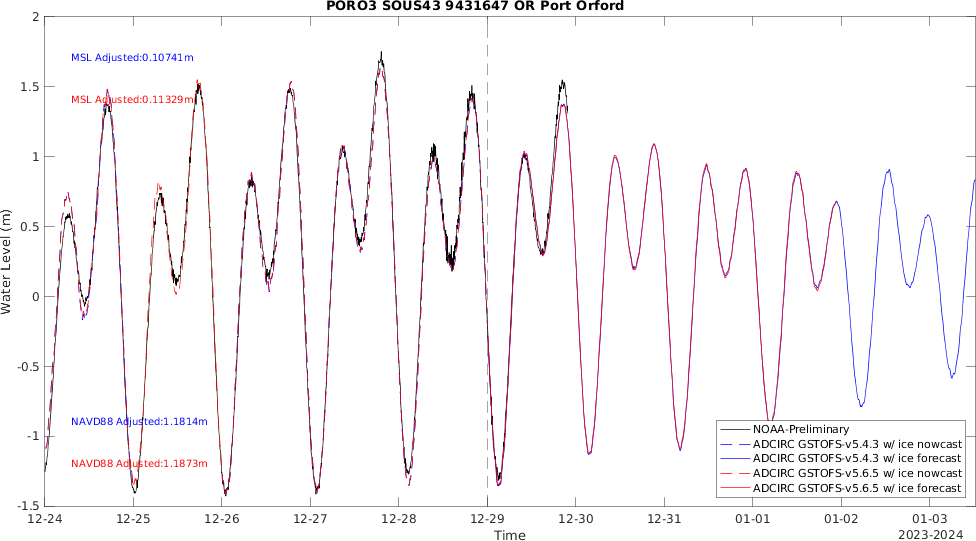 PORO3 SOUS43 9431647 OR Port Orford
2
1.5
1
0.5
0
-0.5
-1
-1.5
Water Level (m)
MSL Adjusted:0.10741m
MSL Adjusted:0.11329m
NAVD88 Adjusted:1.1814m
NAVD88 Adjusted:1.1873m
NOAA-Preliminary
ADCIRC GSTOFS-v5.4.3 w/ ice nowcast
ADCIRC GSTOFS-v5.4.3 w/ ice forecast
ADCIRC GSTOFS-v5.6.5 w/ ice nowcast
ADCIRC GSTOFS-v5.6.5 w/ ice forecast
12-24 12-25 12-26 12-27 12-28 12-29 12-30 12-31 01-01 01-02 01-03
Time
2023-2024